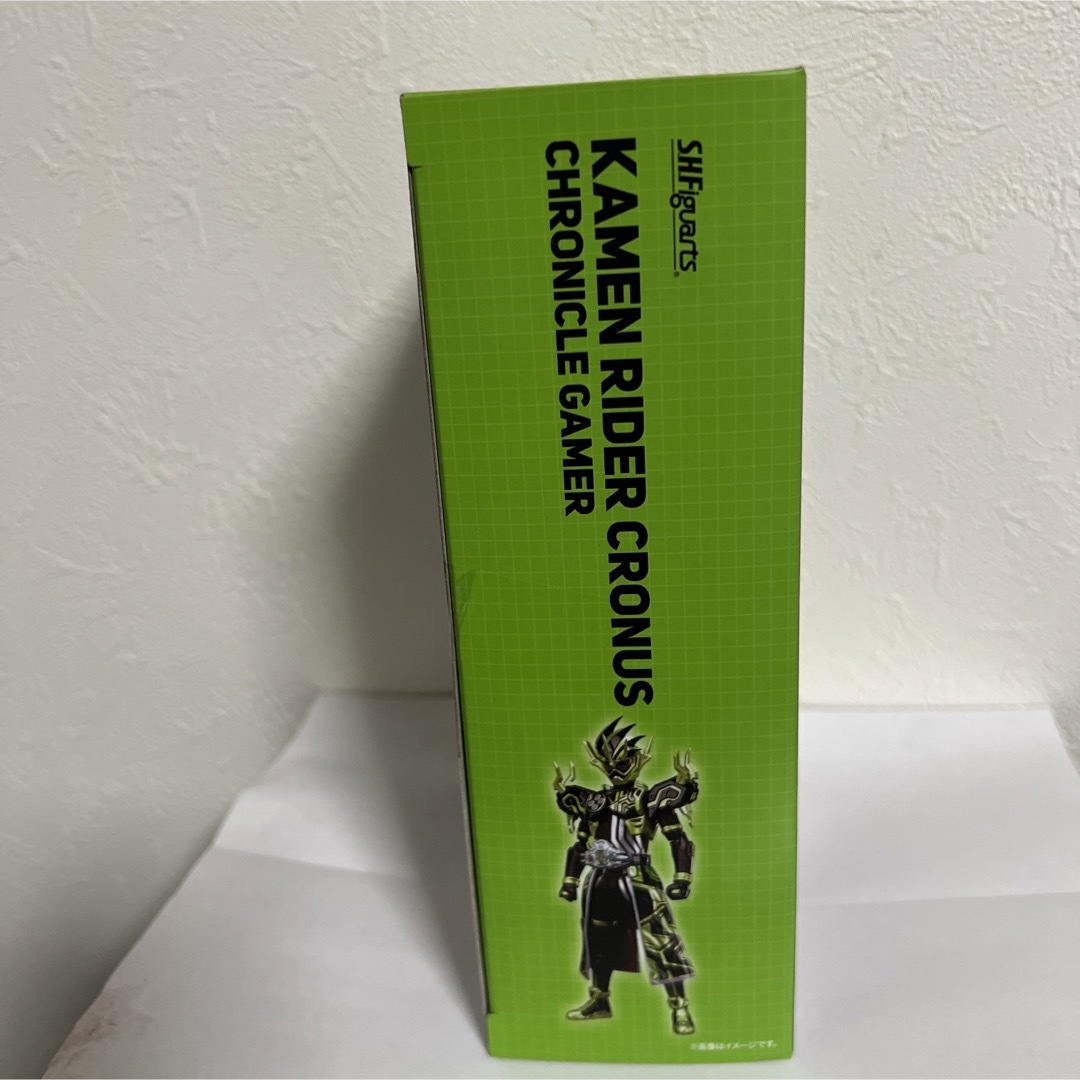 S.H.Figuarts
KAMEN RIDER CRONUS
CHRONICLE GAMER
※画像はイメージです。